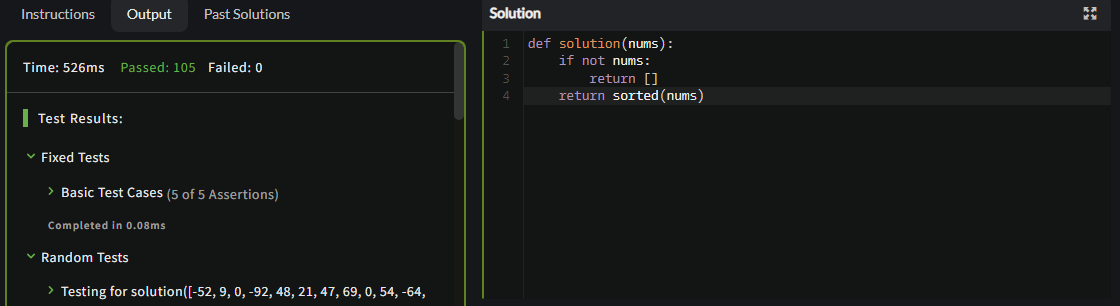 Instructions Output Past Solutions
Time: 526ms Passed: 105 Failed: 0
Test Results:
Fixed Tests
Basic Test Cases (5 of 5 Assertions)
Completed in 0.08ms
Random Tests
Testing for solution([-52, 9, 0, -92, 48, 21, 47, 69, 0, 54, -64,
Solution
1 def solution(nums):
2     if not nums:
3         return []
4     return sorted(nums)